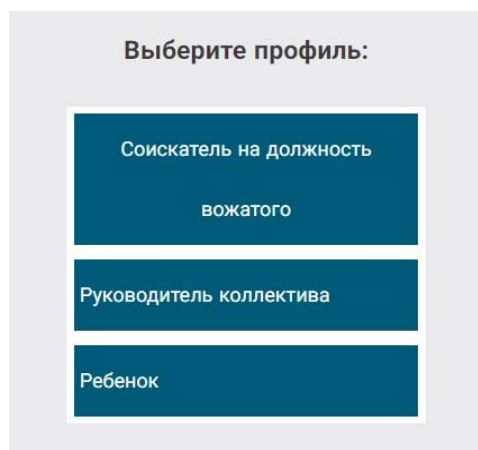 Выберите профиль:
Соискатель на должность
вожатого
Руководитель коллектива
Ребенок